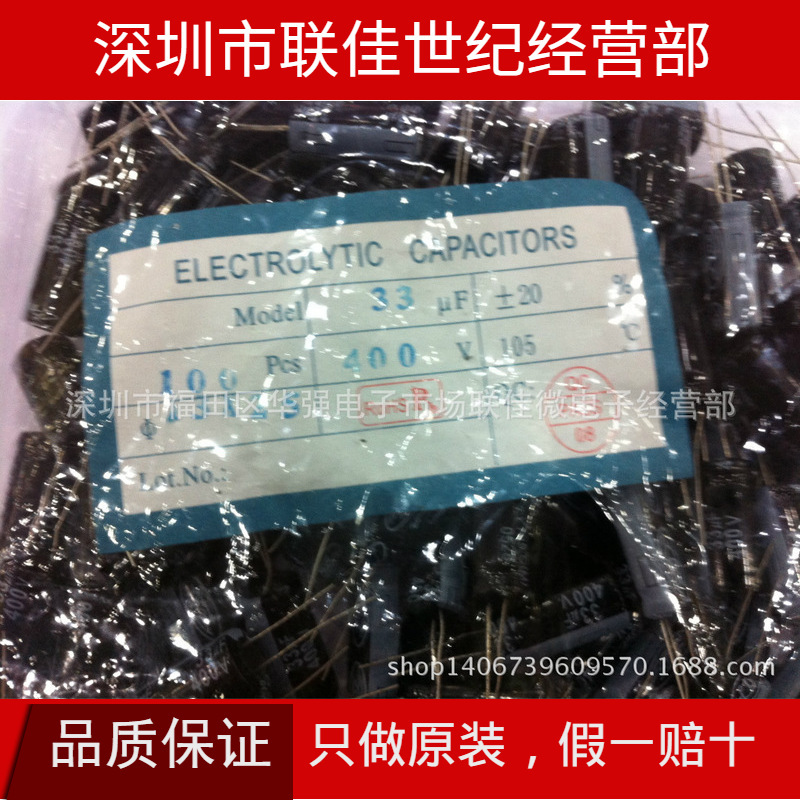 深圳市联佳世纪经营部
ELECTROLYTIC CAPACITORS
Model 33 μF ±20 %
100 Pcs 400 V. 105 ℃
深圳市福田区华强电子市场联佳微电子经营部
Φ
Lot.No.:
400V
400V
shop1406739609570.1688.com
品质保证 只做原装，假一赔十